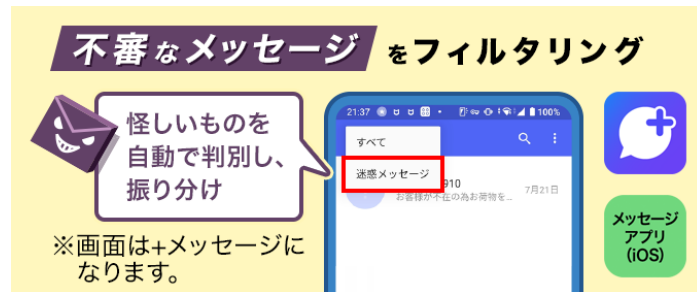 不審なメッセージをフィルタリング
怪しいものを
自動で判別し、
振り分け
※画面は+メッセージに
なります。
21:37
100%
すべて
迷惑メッセージ
910
お客様が不在の為お荷物を...
7月21日
メッセージ
アプリ
(iOS)